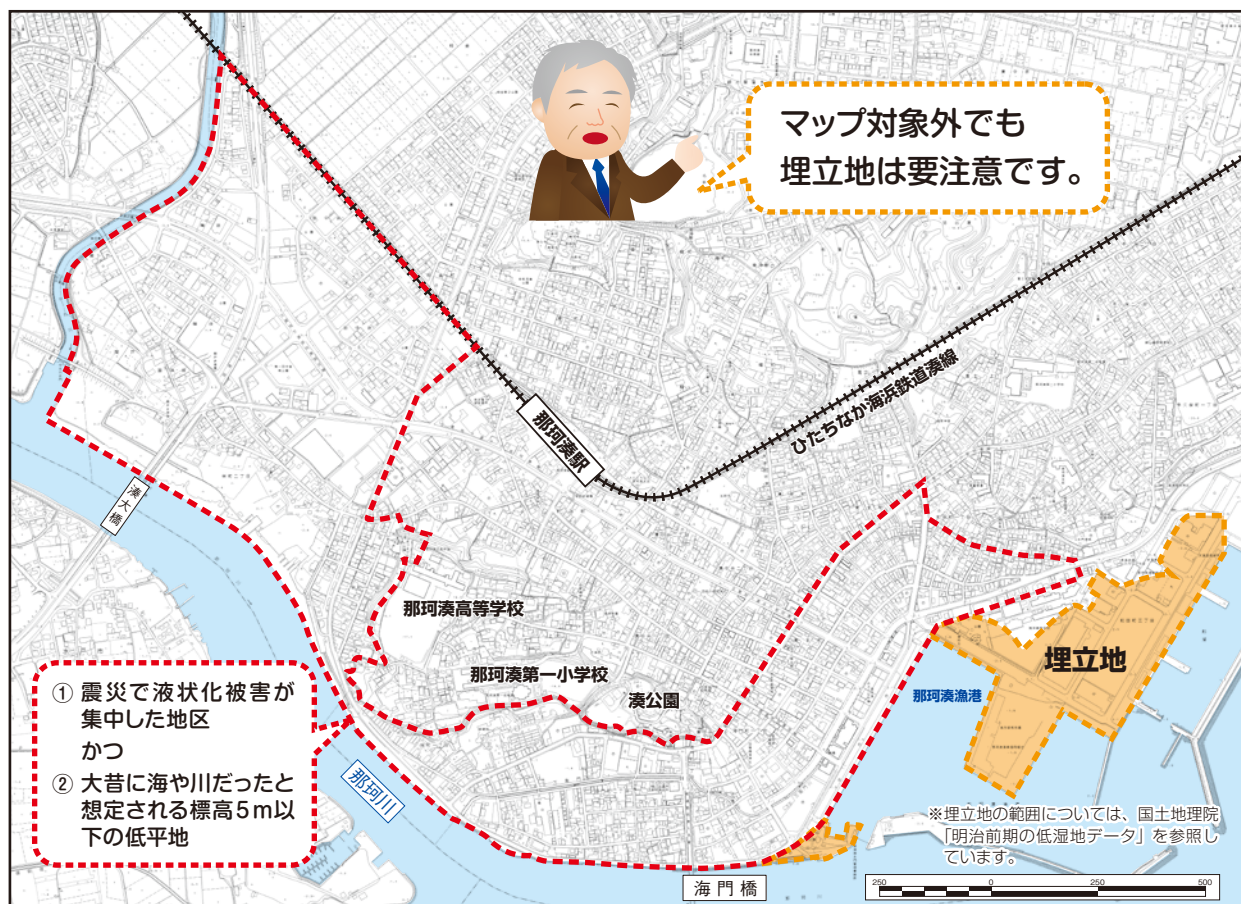 マップ対象外でも
埋立地は要注意です。
ひたちなか海浜鉄道湊線
那珂湊駅
湊大橋
那珂湊高等学校
那珂湊第一小学校
湊公園
埋立地
那珂湊漁港
① 震災で液状化被害が
集中した地区
かつ
② 大昔に海や川だったと
想定される標高5m以
下の低平地
那珂川
海門橋
※埋立地の範囲については、国土地理院
「明治前期の低湿地データ」を参照し
ています。
250 0 250 500